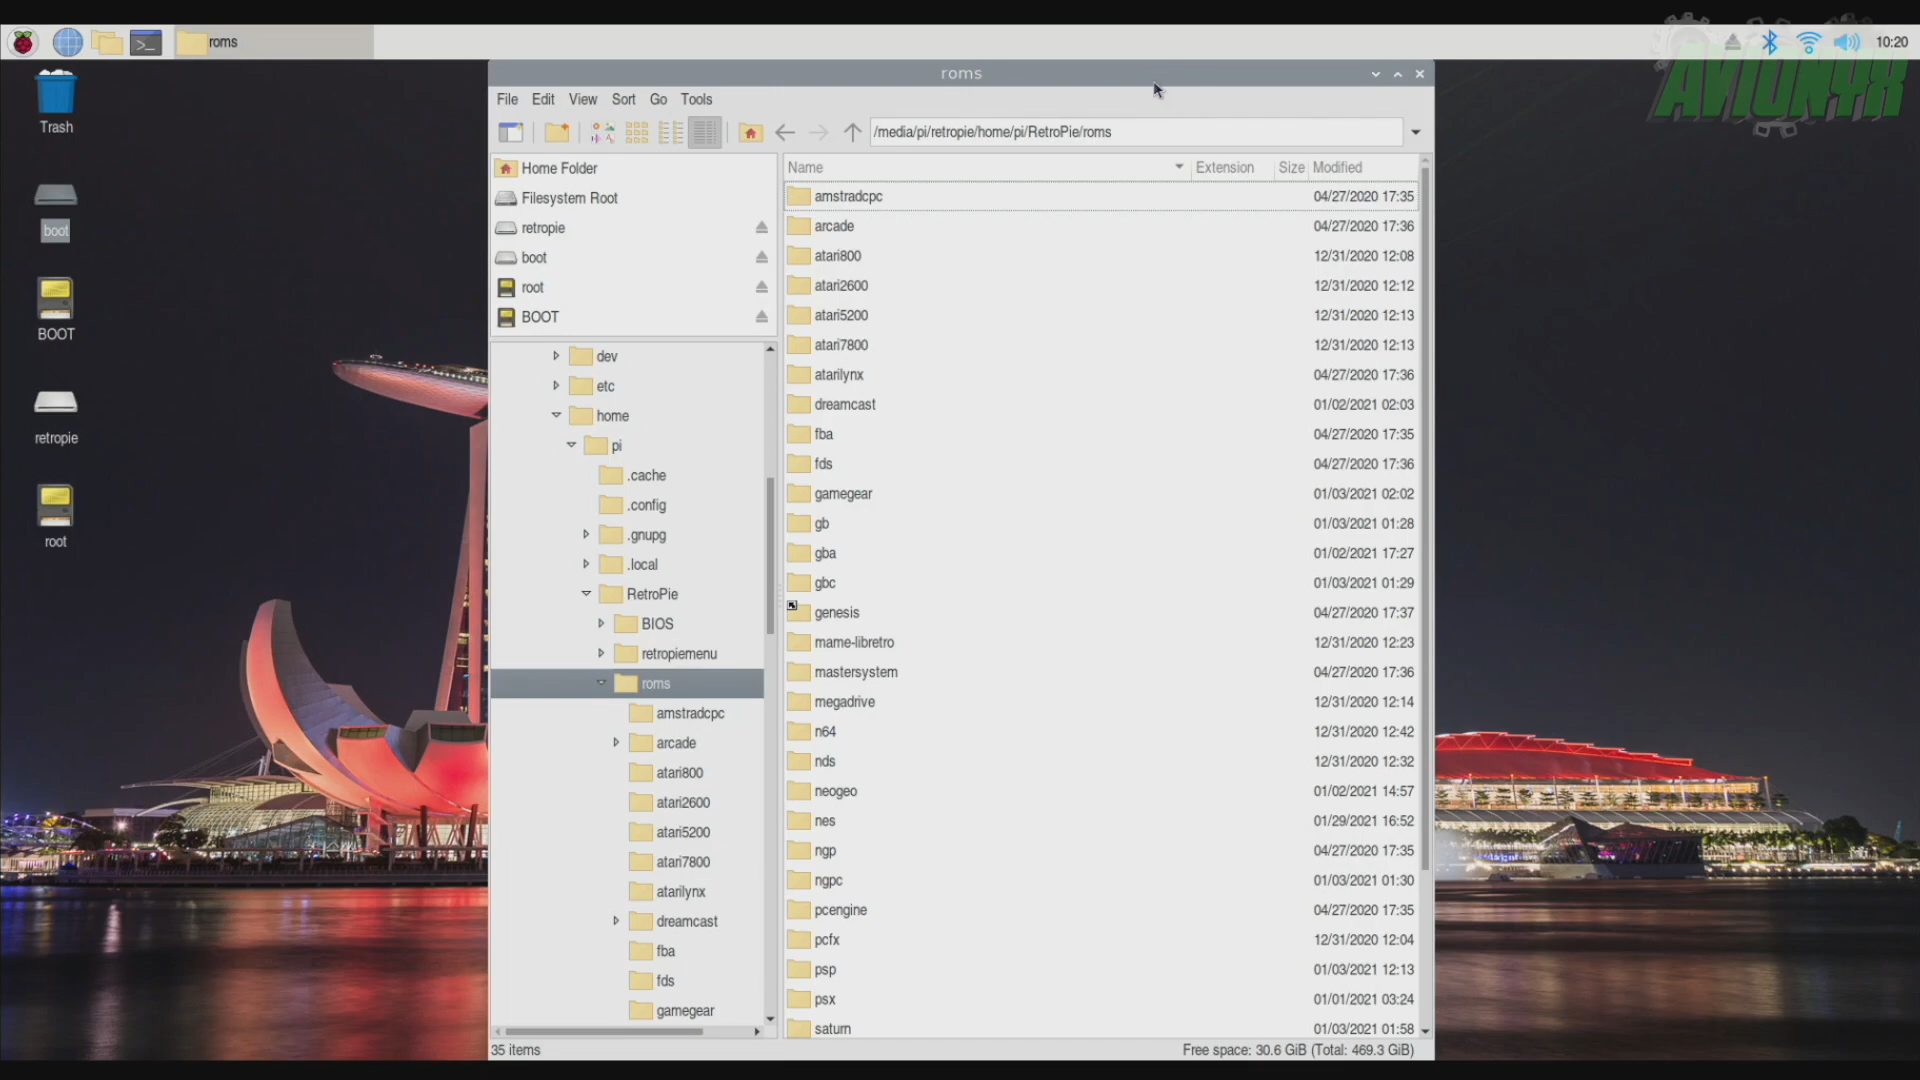 roms
10:20
AVIONYX
Trash
boot
BOOT
retropie
root
roms
File Edit View Sort Go Tools
/media/pi/retropie/home/pi/RetroPie/roms
Home Folder
Filesystem Root
retropie
boot
root
BOOT
dev
etc
home
pi
.cache
.config
.gnupg
.local
RetroPie
BIOS
retropiemenu
roms
amstradcpc
arcade
atari800
atari2600
atari5200
atari7800
atarilynx
dreamcast
fba
fds
gamegear
Name Extension Size Modified
amstradcpc 04/27/2020 17:35
arcade 04/27/2020 17:36
atari800 12/31/2020 12:08
atari2600 12/31/2020 12:12
atari5200 12/31/2020 12:13
atari7800 12/31/2020 12:13
atarilynx 04/27/2020 17:36
dreamcast 01/02/2021 02:03
fba 04/27/2020 17:35
fds 04/27/2020 17:36
gamegear 01/03/2021 02:02
gb 01/03/2021 01:28
gba 01/02/2021 17:27
gbc 01/03/2021 01:29
genesis 04/27/2020 17:37
mame-libretro 12/31/2020 12:23
mastersystem 04/27/2020 17:36
megadrive 12/31/2020 12:14
n64 12/31/2020 12:42
nds 12/31/2020 12:32
neogeo 01/02/2021 14:57
nes 01/29/2021 16:52
ngp 04/27/2020 17:35
ngpc 01/03/2021 01:30
pcengine 04/27/2020 17:35
pcfx 12/31/2020 12:04
psp 01/03/2021 12:13
psx 01/01/2021 03:24
saturn 01/03/2021 01:58
35 items
Free space: 30.6 GiB (Total: 469.3 GiB)